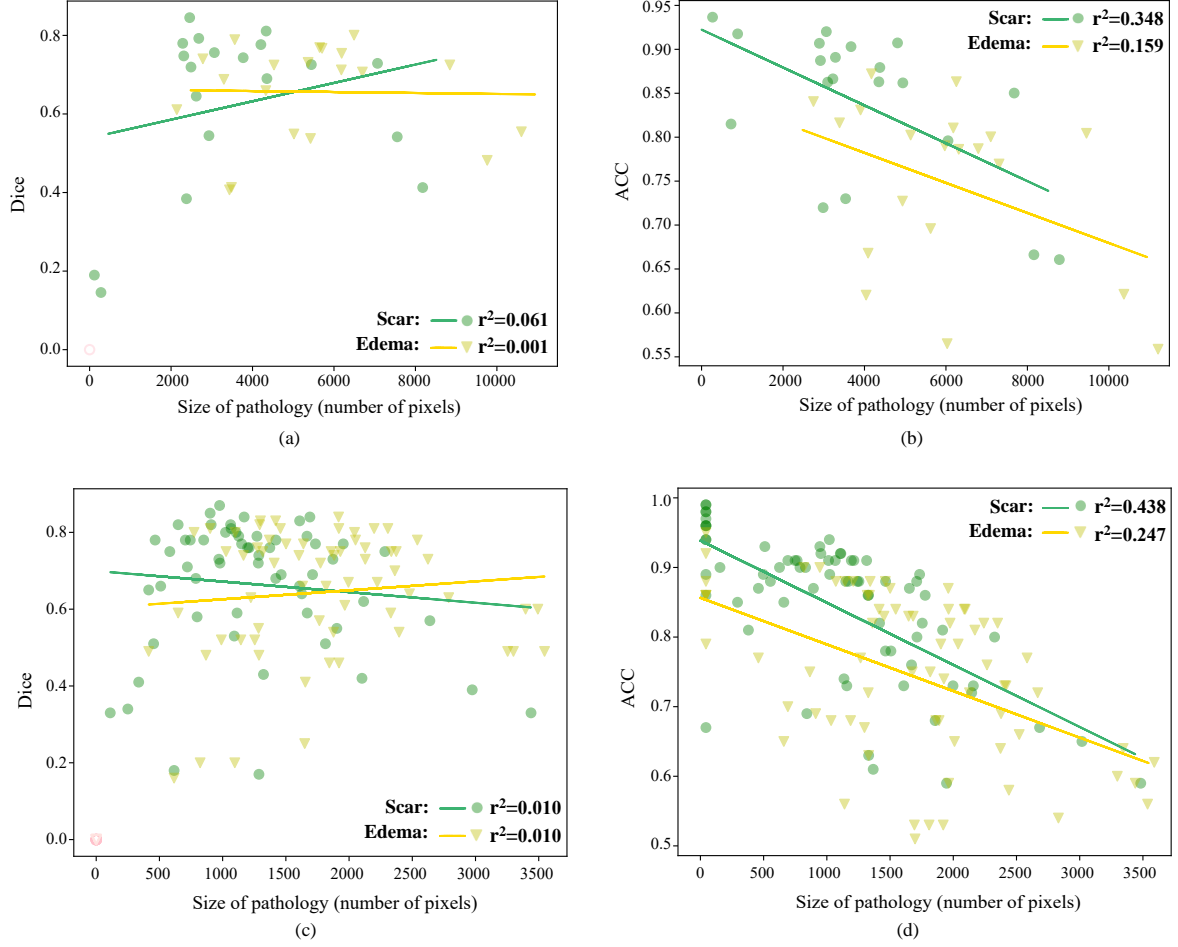 0.8
0.6
0.4
0.2
0.0
Dice
Scar: r²=0.061
Edema: r²=0.001
0 2000 4000 6000 8000 10000
Size of pathology (number of pixels)
(a)
0.95
0.90
0.85
0.80
0.75
0.70
0.65
0.60
0.55
ACC
Scar: r²=0.348
Edema: r²=0.159
0 2000 4000 6000 8000 10000
Size of pathology (number of pixels)
(b)
0.8
0.6
0.4
0.2
0.0
Dice
Scar: r²=0.010
Edema: r²=0.010
0 500 1000 1500 2000 2500 3000 3500
Size of pathology (number of pixels)
(c)
1.0
0.9
0.8
0.7
0.6
0.5
ACC
Scar: r²=0.438
Edema: r²=0.247
0 500 1000 1500 2000 2500 3000 3500
Size of pathology (number of pixels)
(d)